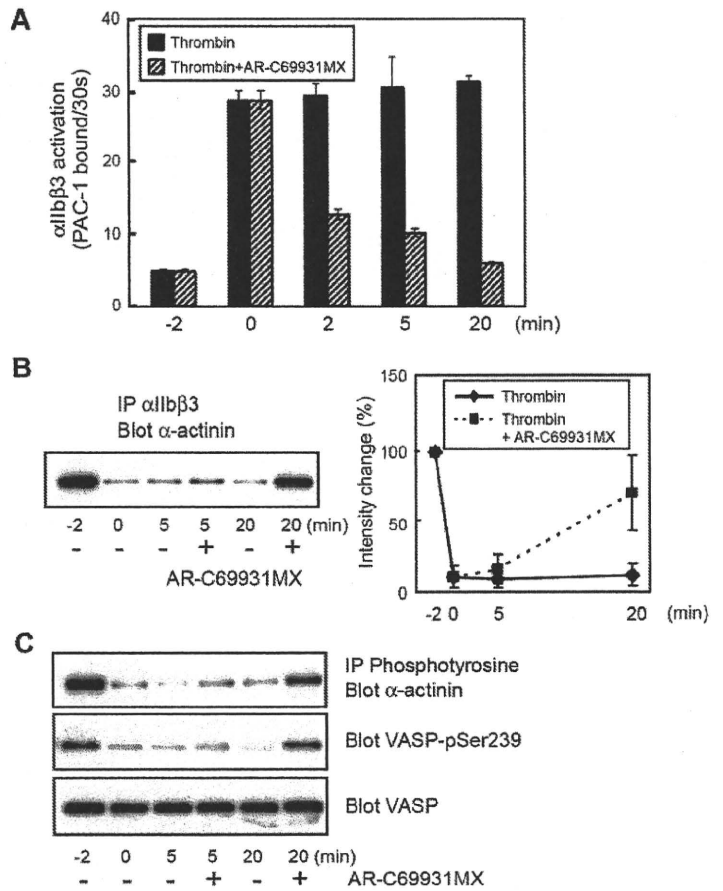 A
40
30
20
10
0
αIIbβ3 activation
(PAC-1 bound/30s)
Thrombin
Thrombin+AR-C69931MX
-2 0 2 5 20 (min)
B
IP αIIbβ3
Blot α-actinin
-2 0 5 5 20 20 (min)
- - - + - +
AR-C69931MX
150
100
50
0
Intensity change (%)
Thrombin
Thrombin
+ AR-C69931MX
-2 0 5 20 (min)
C
IP Phosphotyrosine
Blot α-actinin
Blot VASP-pSer239
Blot VASP
-2 0 5 5 20 20 (min)
- - - + - + AR-C69931MX